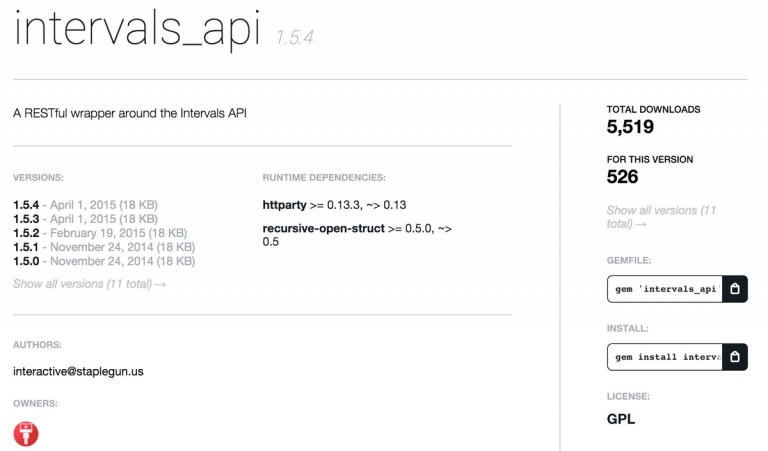 intervals_api 1.5.4
A RESTful wrapper around the Intervals API
VERSIONS:
1.5.4 - April 1, 2015 (18 KB)
1.5.3 - April 1, 2015 (18 KB)
1.5.2 - February 19, 2015 (18 KB)
1.5.1 - November 24, 2014 (18 KB)
1.5.0 - November 24, 2014 (18 KB)
Show all versions (11 total) →
RUNTIME DEPENDENCIES:
httparty >= 0.13.3, ~> 0.13
recursive-open-struct >= 0.5.0, ~>
0.5
AUTHORS:
interactive@staplegun.us
OWNERS:
TOTAL DOWNLOADS
5,519
FOR THIS VERSION
526
Show all versions (11
total) →
GEMFILE:
gem 'intervals_api'
INSTALL:
gem install interva
LICENSE:
GPL